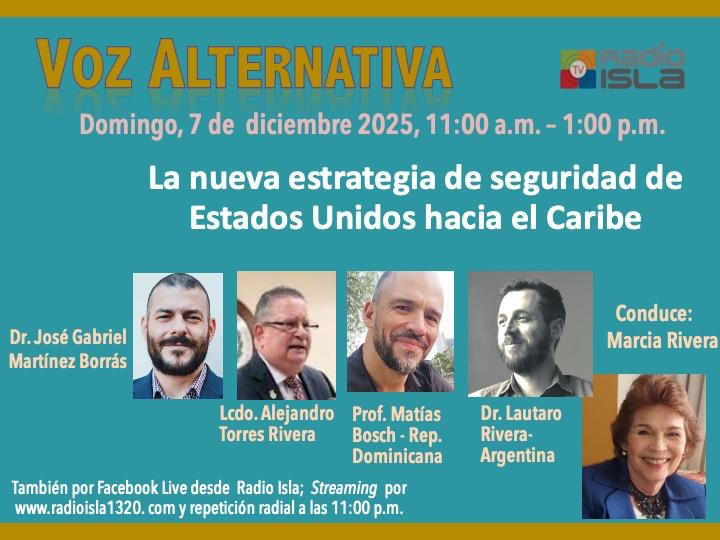 VOZ ALTERNATIVA
TV
RADIO
ISLA
Domingo, 7 de diciembre 2025, 11:00 a.m. – 1:00 p.m.
La nueva estrategia de seguridad de
Estados Unidos hacia el Caribe
Dr. José Gabriel
Martínez Borrás
Lcdo. Alejandro
Torres Rivera
Prof. Matías
Bosch - Rep.
Dominicana
Dr. Lautaro
Rivera-
Argentina
Conduce:
Marcia Rivera
También por Facebook Live desde Radio Isla; Streaming por
www.radioisla1320. com y repetición radial a las 11:00 p.m.